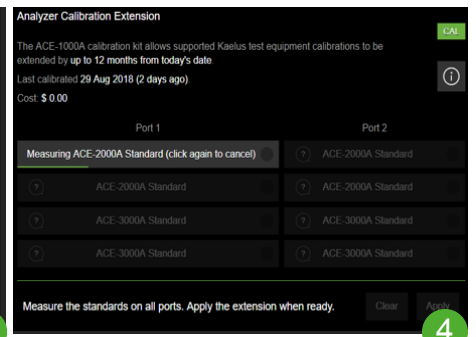 Analyzer Calibration Extension
CAL
The ACE-1000A calibration kit allows supported Kaelus test equipment calibrations to be
extended by up to 12 months from today's date.
Last calibrated 29 Aug 2018 (2 days ago).
Cost: $ 0.00
Port 1 Port 2
Measuring ACE-2000A Standard (click again to cancel) ? ACE-2000A Standard
? ACE-2000A Standard ? ACE-2000A Standard
? ACE-3000A Standard ? ACE-3000A Standard
? ACE-3000A Standard ? ACE-3000A Standard
Measure the standards on all ports. Apply the extension when ready. Clear Apply
4